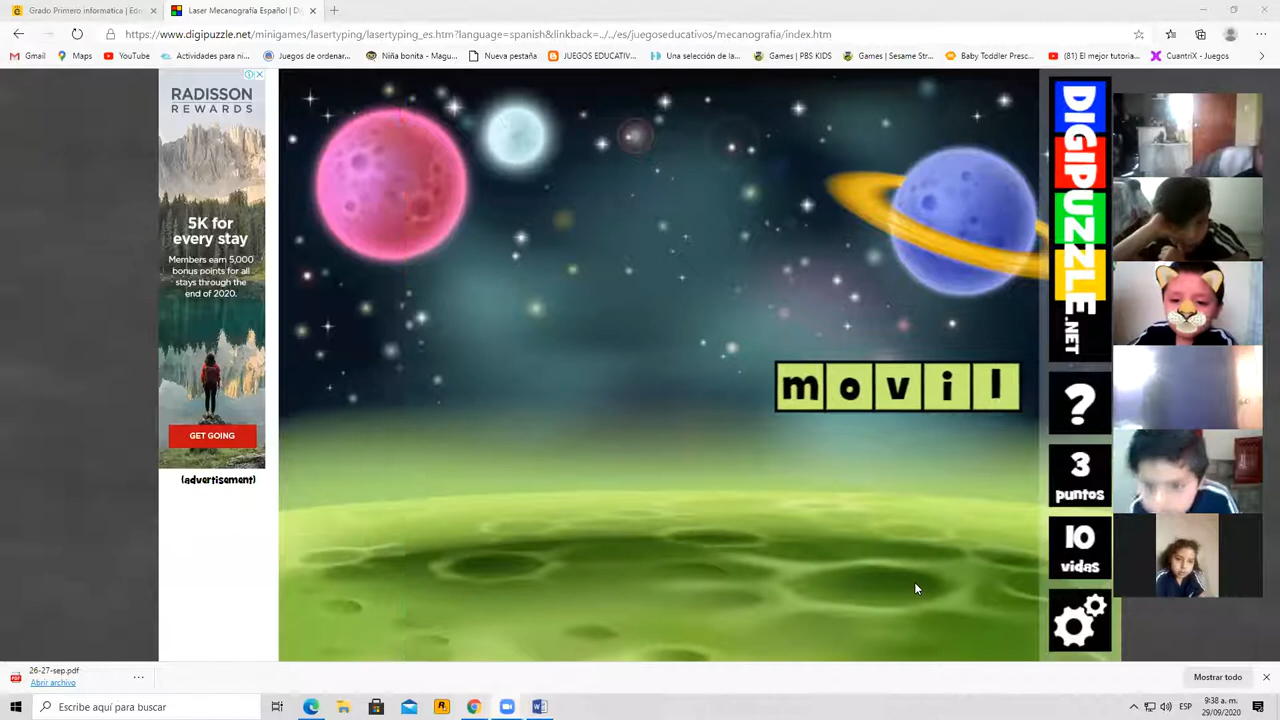 Grado Primero informatica | Edm
Laser Mecanografía Español | Di
https://www.digipuzzle.net/minigames/lasertyping/lasertyping_es.htm?language=spanish&linkback=../../es/juegoseducativos/mecanografia/index.htm
Gmail
Maps
YouTube
Actividades para ni...
Juegos de ordenar...
Niña bonita - Magu...
Nueva pestaña
JUEGOS EDUCATIV...
Una selección de la...
Games | PBS KIDS
Games | Sesame Str...
Baby Toddler Presc...
(81) El mejor tutoria...
CuantriX - Juegos
RADISSON
REWARDS
5K for
every stay
Members earn 5,000
bonus points for all
stays through the
end of 2020.
GET GOING
(advertisement)
movil
DIGIPUZZLE.NET
?
3
puntos
10
vidas
26-27-sep.pdf
Abrir archivo
Mostrar todo
Escribe aquí para buscar
ESP
9:38 a. m.
29/09/2020